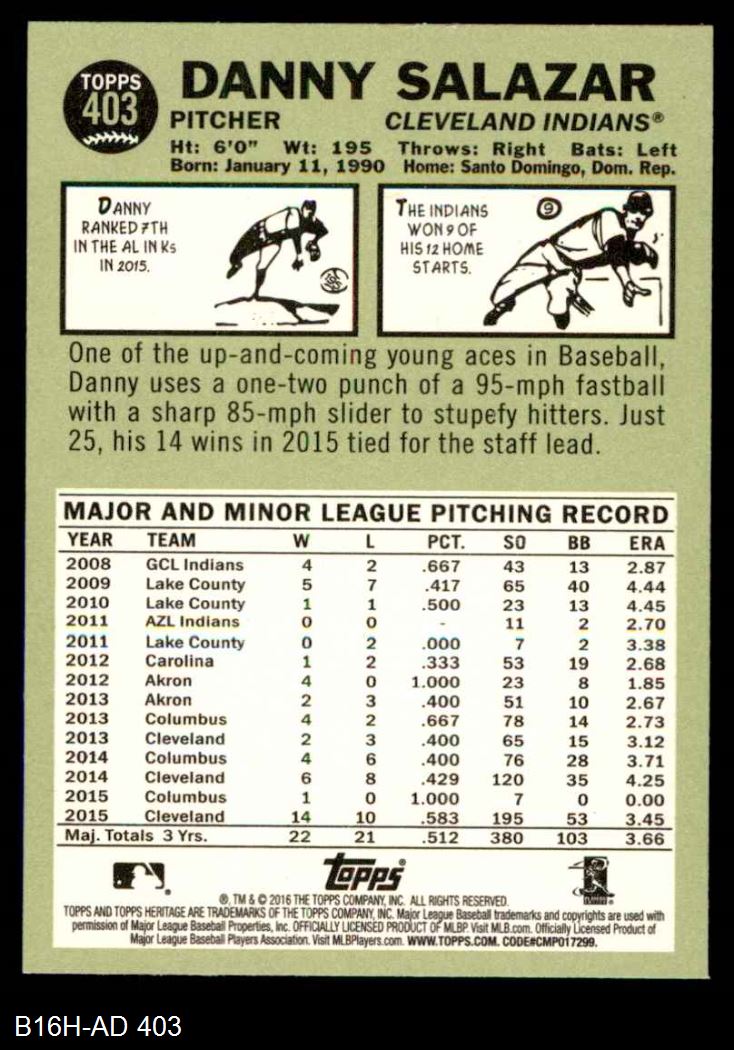 TOPPS
403
DANNY SALAZAR
PITCHER CLEVELAND INDIANS®
Ht: 6'0" Wt: 195 Throws: Right Bats: Left
Born: January 11, 1990 Home: Santo Domingo, Dom. Rep.
DANNY
RANKED 7TH
IN THE AL IN KS
IN 2015.
THE INDIANS
WON 9 OF
HIS 12 HOME
STARTS.
9
One of the up-and-coming young aces in Baseball,
Danny uses a one-two punch of a 95-mph fastball
with a sharp 85-mph slider to stupefy hitters. Just
25, his 14 wins in 2015 tied for the staff lead.
MAJOR AND MINOR LEAGUE PITCHING RECORD
YEAR TEAM W L PCT. SO BB ERA
2008 GCL Indians 4 2 .667 43 13 2.87
2009 Lake County 5 7 .417 65 40 4.44
2010 Lake County 1 1 .500 23 13 4.45
2011 AZL Indians 0 0 - 11 2 2.70
2011 Lake County 0 2 .000 7 2 3.38
2012 Carolina 1 2 .333 53 19 2.68
2012 Akron 4 0 1.000 23 8 1.85
2013 Akron 2 3 .400 51 10 2.67
2013 Columbus 4 2 .667 78 14 2.73
2013 Cleveland 2 3 .400 65 15 3.12
2014 Columbus 4 6 .400 76 28 3.71
2014 Cleveland 6 8 .429 120 35 4.25
2015 Columbus 1 0 1.000 7 0 0.00
2015 Cleveland 14 10 .583 195 53 3.45
Maj. Totals 3 Yrs. 22 21 .512 380 103 3.66
topps®
®, TM & © 2016 THE TOPPS COMPANY, INC. ALL RIGHTS RESERVED.
TOPPS AND TOPPS HERITAGE ARE TRADEMARKS OF THE TOPPS COMPANY, INC. Major League Baseball trademarks and copyrights are used with
permission of Major League Baseball Properties, Inc. OFFICIALLY LICENSED PRODUCT OF MLBP Visit MLB.com. Officially Licensed Product of
Major League Baseball Players Association. Visit MLBPlayers.com. WWW.TOPPS.COM. CODE#CMP017299.
B16H-AD 403